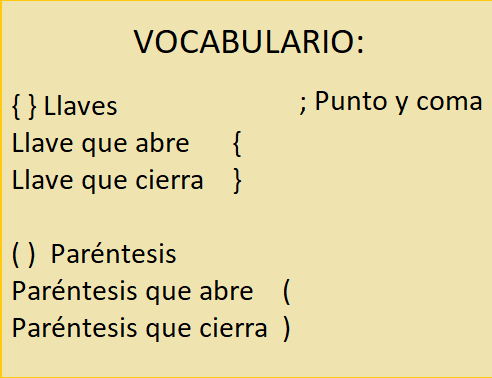 VOCABULARIO:
{ } Llaves
Llave que abre {
Llave que cierra }
; Punto y coma
( ) Paréntesis
Paréntesis que abre (
Paréntesis que cierra )